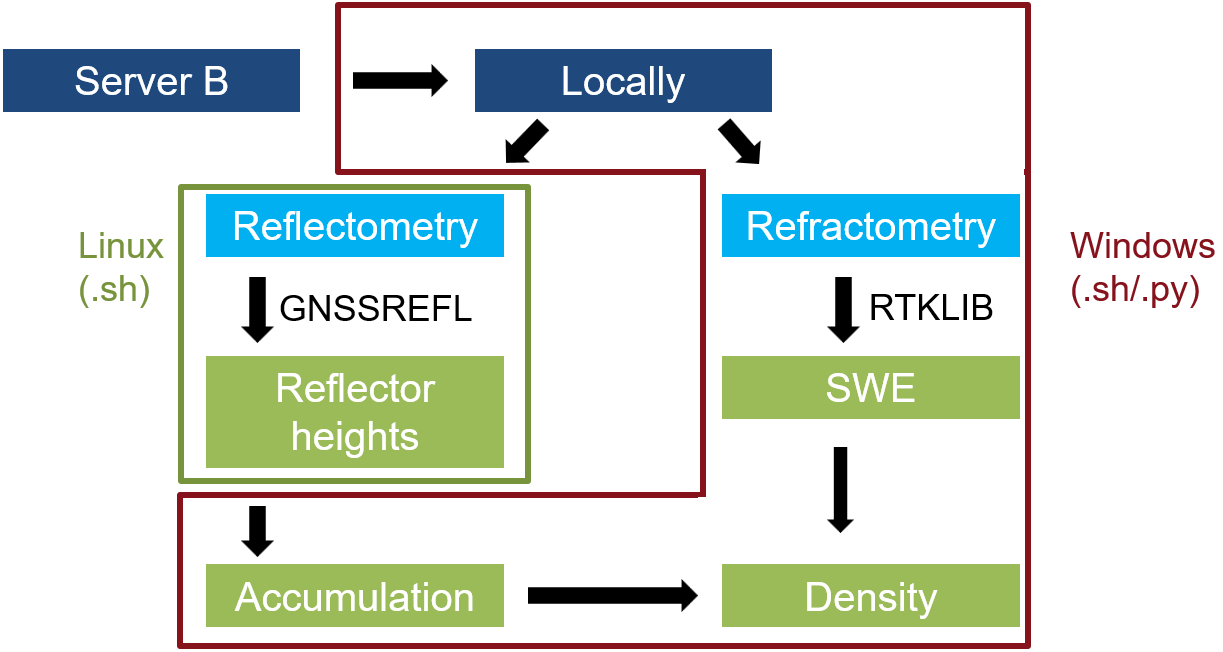 Server B
Locally
Linux
(.sh)
Reflectometry
Refractometry
Windows
(.sh/.py)
GNSSREFL
RTKLIB
Reflector
heights
SWE
Accumulation
Density